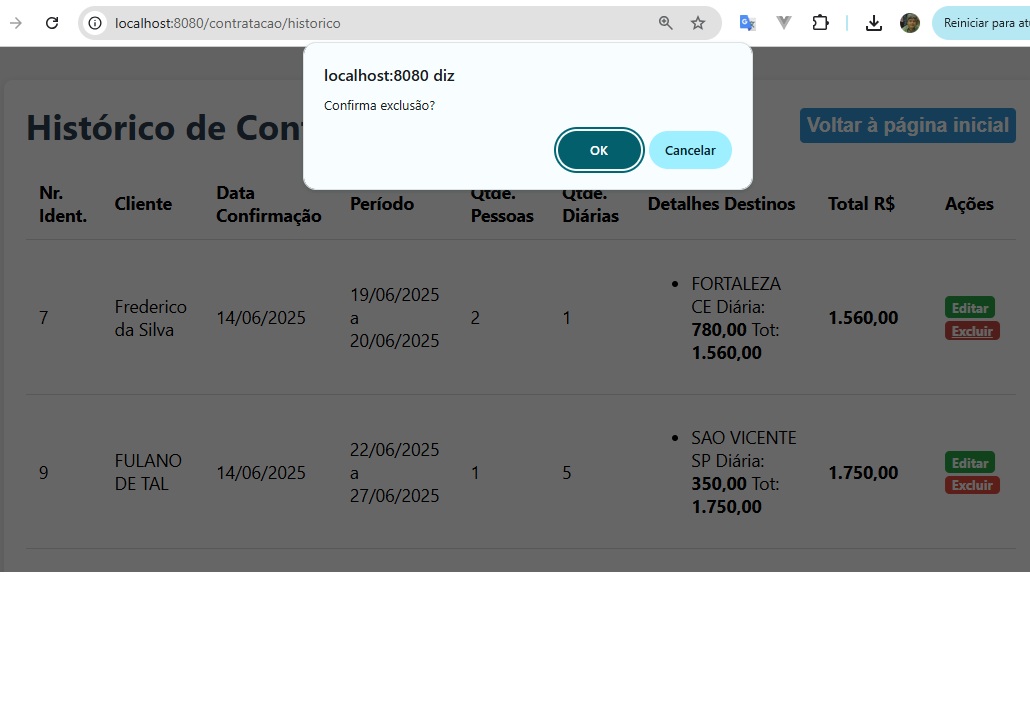 localhost:8080/contratacao/historico
Reiniciar para at
localhost:8080 diz
Confirma exclusão?
OK
Cancelar
Histórico de Con
Voltar à página inicial
Nr.
Ident.
Cliente
Data
Confirmação
Período
Qtde.
Pessoas
Qtde.
Diárias
Detalhes Destinos
Total R$
Ações
7
Frederico
da Silva
14/06/2025
19/06/2025
a
20/06/2025
2
1
• FORTALEZA
CE Diária:
780,00 Tot:
1.560,00
1.560,00
Editar
Excluir
9
FULANO
DE TAL
14/06/2025
22/06/2025
a
27/06/2025
1
5
• SAO VICENTE
SP Diária:
350,00 Tot:
1.750,00
1.750,00
Editar
Excluir